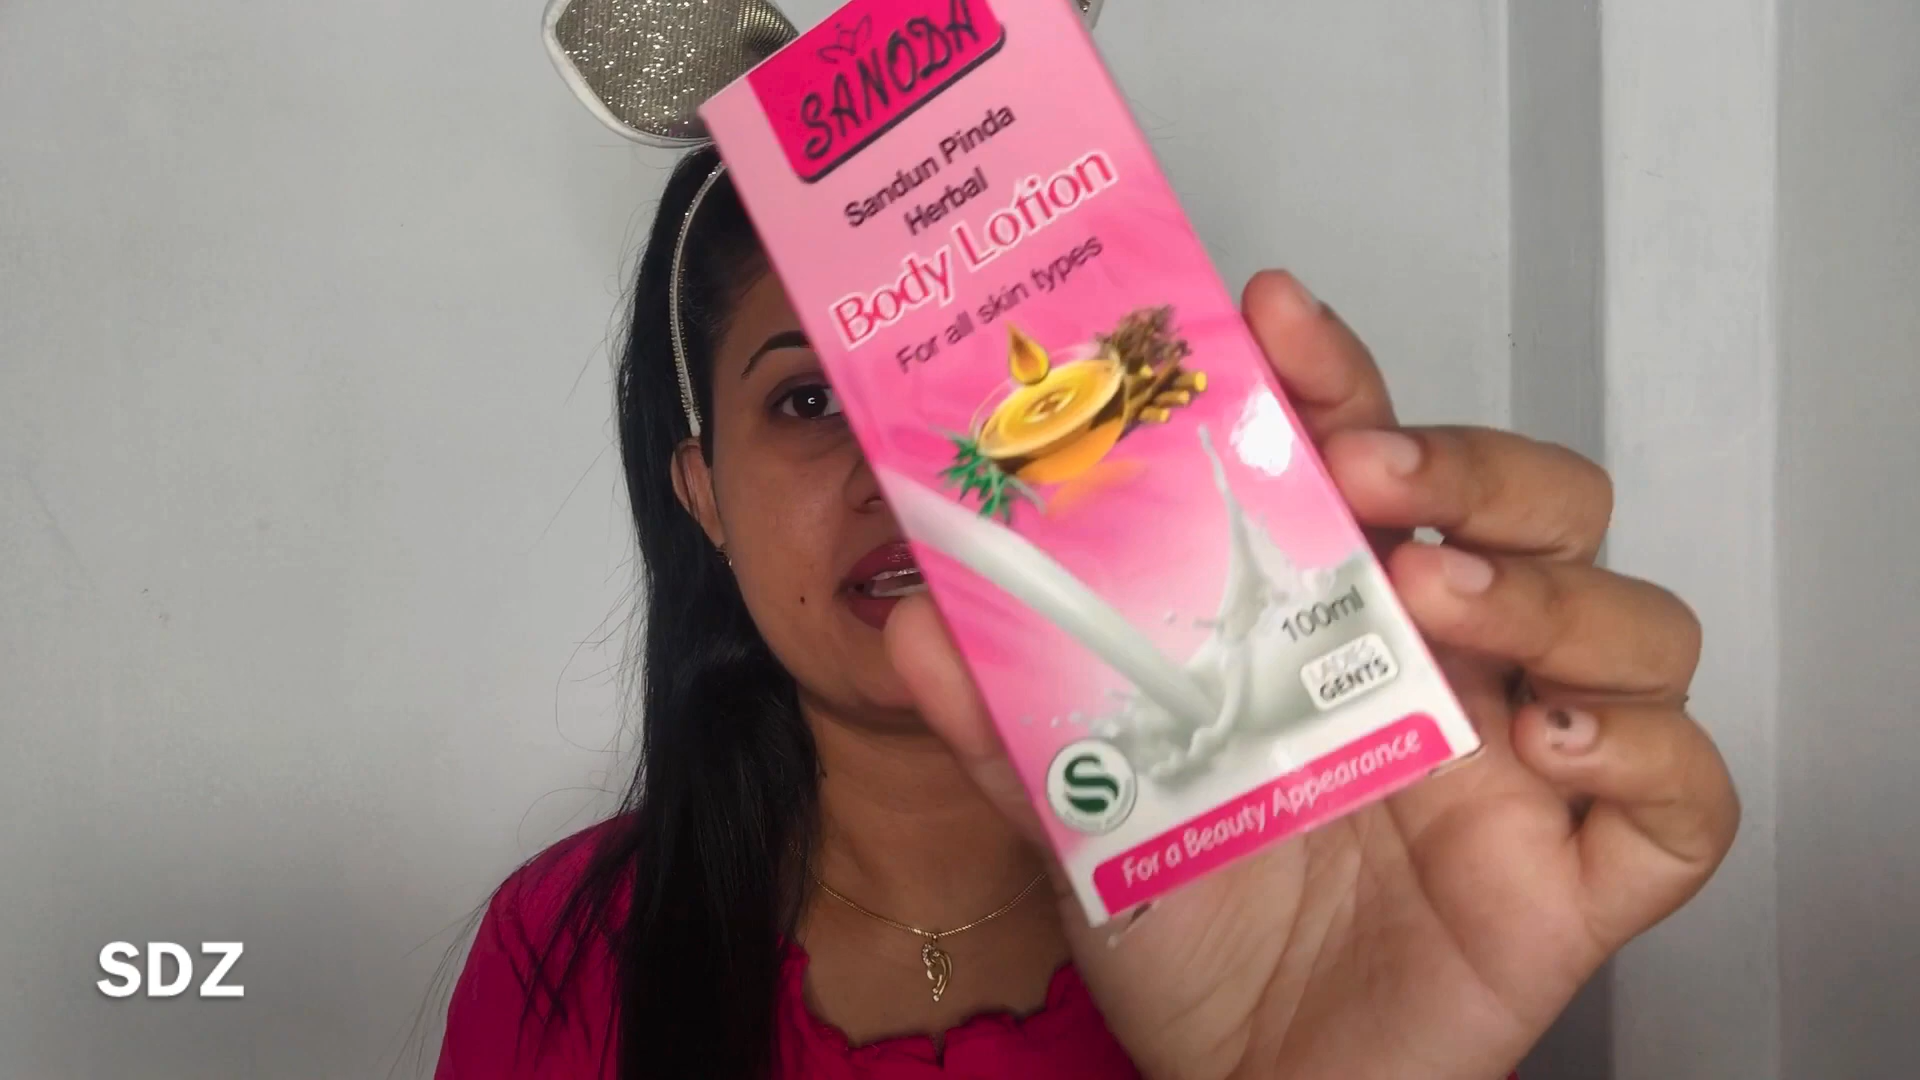 SANODA
Sandun Pinda
Herbal
Body Lotion
For all skin types
100ml
LADIES
GENTS
S
For a Beauty Appearance
SDZ